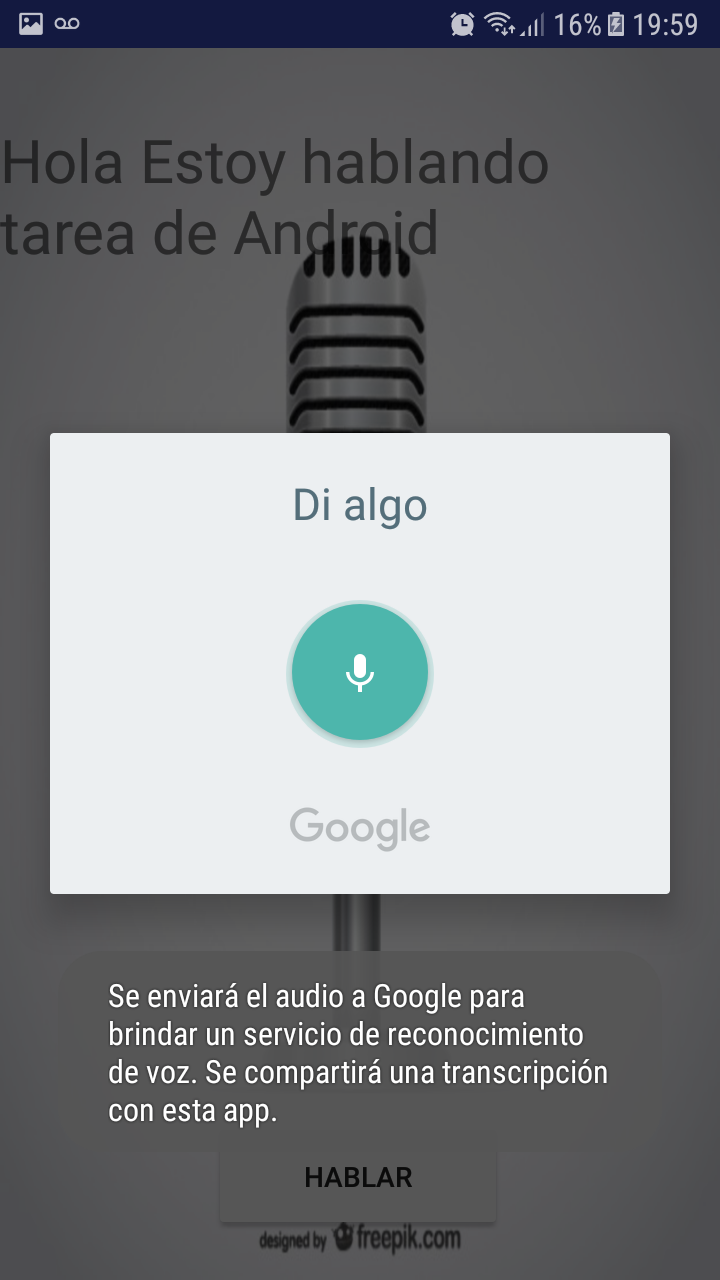 16% 19:59
Hola Estoy hablando
tarea de Android
Di algo
Google
Se enviará el audio a Google para
brindar un servicio de reconocimiento
de voz. Se compartirá una transcripción
con esta app.
HABLAR
designed by freepik.com